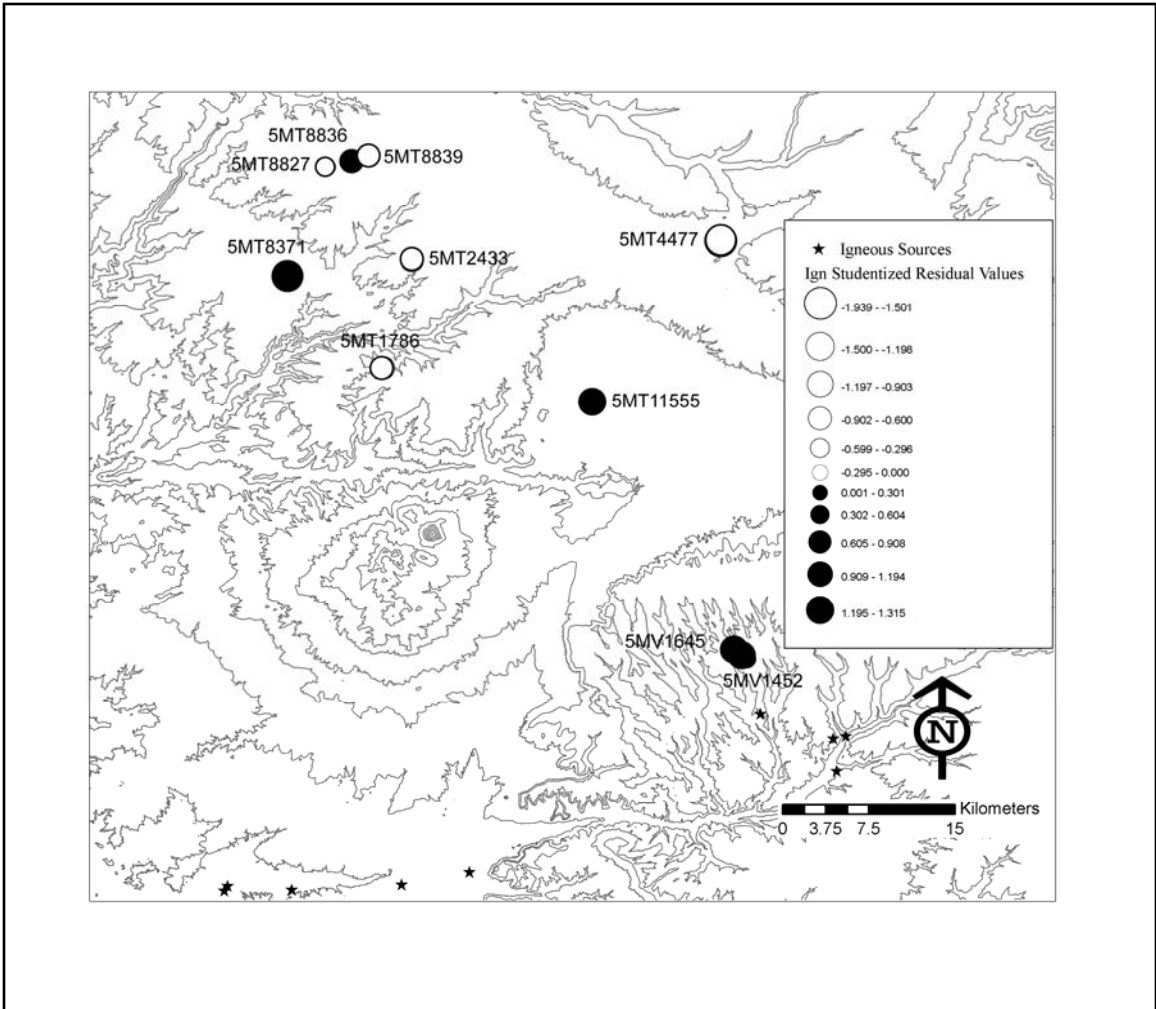 5MT8836
5MT8827
5MT8839
5MT8371
5MT2433
5MT4477
5MT1786
5MT11555
5MV1645
5MV1452
Igneous Sources
Ign Studentized Residual Values
-1.939 - -1.501
-1.500 - -1.198
-1.197 - -0.903
-0.902 - -0.600
-0.599 - -0.296
-0.295 - 0.000
0.001 - 0.301
0.302 - 0.604
0.605 - 0.908
0.909 - 1.194
1.195 - 1.315
N
Kilometers
0 3.75 7.5 15